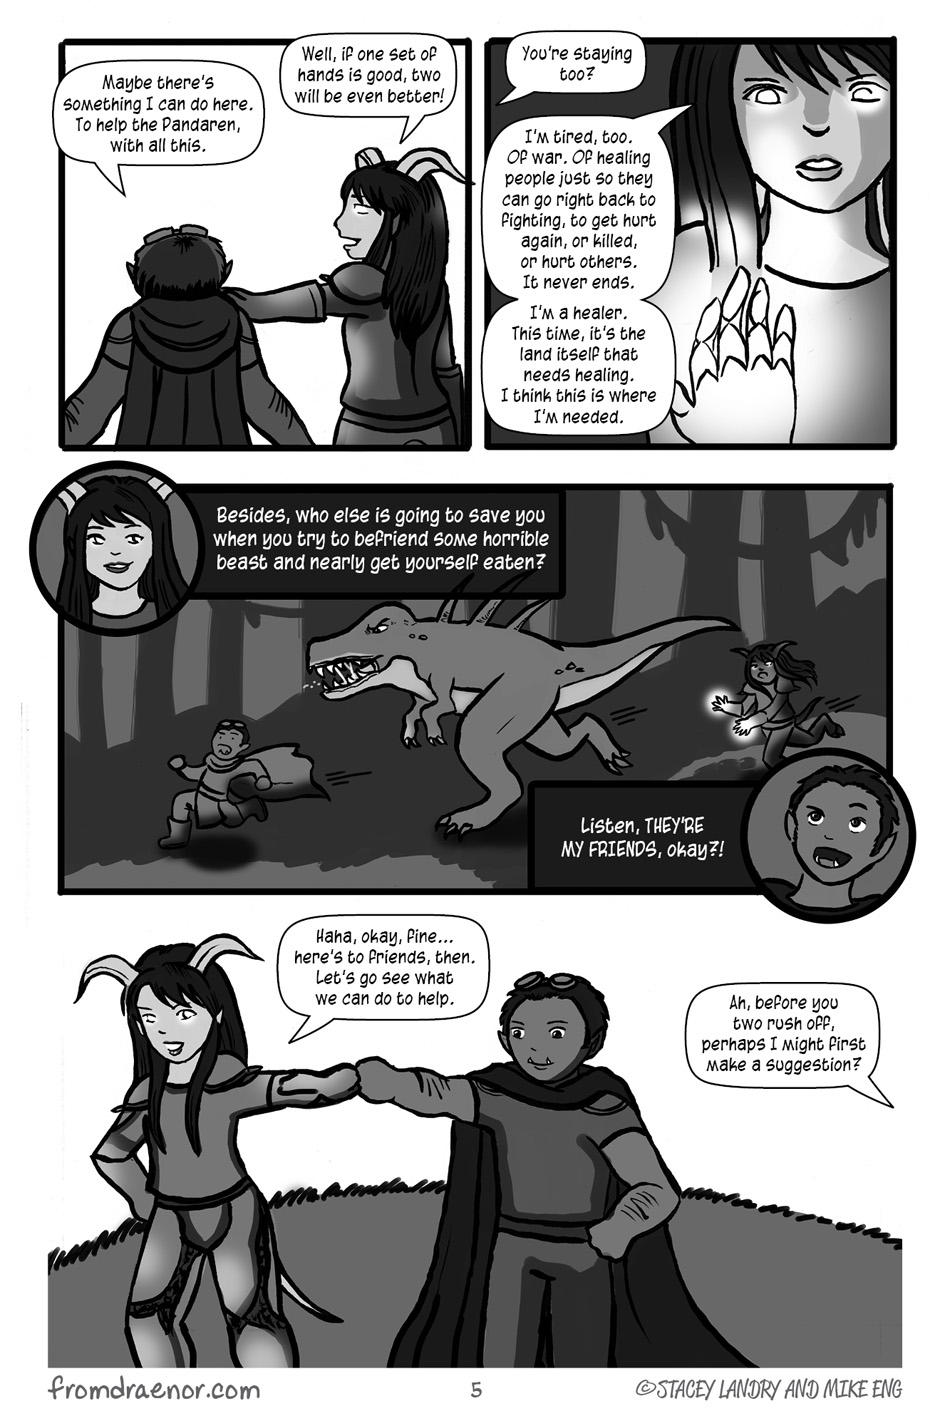 Maybe there's
something I can do here.
To help the Pandaren,
with all this.
Well, if one set of
hands is good, two
will be even better!
You're staying
too?
I'm tired, too.
Of war. Of healing
people just so they
can go right back to
fighting, to get hurt
again, or killed,
or hurt others.
It never ends.
I'm a healer.
This time, it's the
land itself that
needs healing.
I think this is where
I'm needed.
Besides, who else is going to save you
when you try to befriend some horrible
beast and nearly get yourself eaten?
Listen, THEY'RE
MY FRIENDS, okay?!
Haha, okay, fine...
here's to friends, then.
Let's go see what
we can do to help.
Ah, before you
two rush off,
perhaps I might first
make a suggestion?
fromdraenor.com
5
©STACEY LANDRY AND MIKE ENG